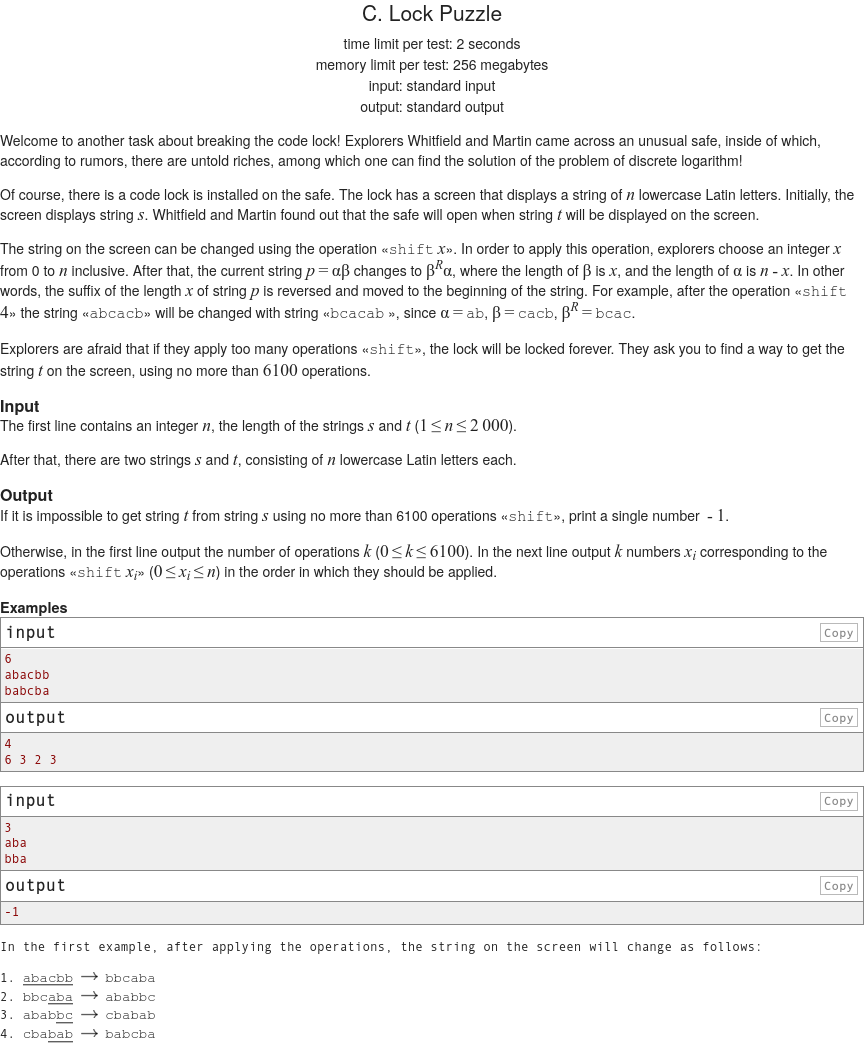 C. Lock Puzzle
time limit per test: 2 seconds
memory limit per test: 256 megabytes
input: standard input
output: standard output
Welcome to another task about breaking the code lock! Explorers Whitfield and Martin came across an unusual safe, inside of which,
according to rumors, there are untold riches, among which one can find the solution of the problem of discrete logarithm!
Of course, there is a code lock is installed on the safe. The lock has a screen that displays a string of n lowercase Latin letters. Initially, the
screen displays string s. Whitfield and Martin found out that the safe will open when string t will be displayed on the screen.
The string on the screen can be changed using the operation «shift x». In order to apply this operation, explorers choose an integer x
from 0 to n inclusive. After that, the current string p = αβ changes to β^Rα, where the length of β is x, and the length of α is n - x. In other
words, the suffix of the length x of string p is reversed and moved to the beginning of the string. For example, after the operation «shift
4» the string «abcacb» will be changed with string «bcacab », since α = ab, β = cacb, β^R = bcac.
Explorers are afraid that if they apply too many operations «shift», the lock will be locked forever. They ask you to find a way to get the
string t on the screen, using no more than 6100 operations.
Input
The first line contains an integer n, the length of the strings s and t (1 ≤ n ≤ 2 000).
After that, there are two strings s and t, consisting of n lowercase Latin letters each.
Output
If it is impossible to get string t from string s using no more than 6100 operations «shift», print a single number  - 1.
Otherwise, in the first line output the number of operations k (0 ≤ k ≤ 6100). In the next line output k numbers x_i corresponding to the
operations «shift x_i» (0 ≤ x_i ≤ n) in the order in which they should be applied.
Examples
input Copy
6
abacbb
babcba
output Copy
4
6 3 2 3
input Copy
3
aba
bba
output Copy
-1
In the first example, after applying the operations, the string on the screen will change as follows:
1. abacbb → bbcaba
2. bbcaba → ababbc
3. ababbc → cbabab
4. cbabab → babcba